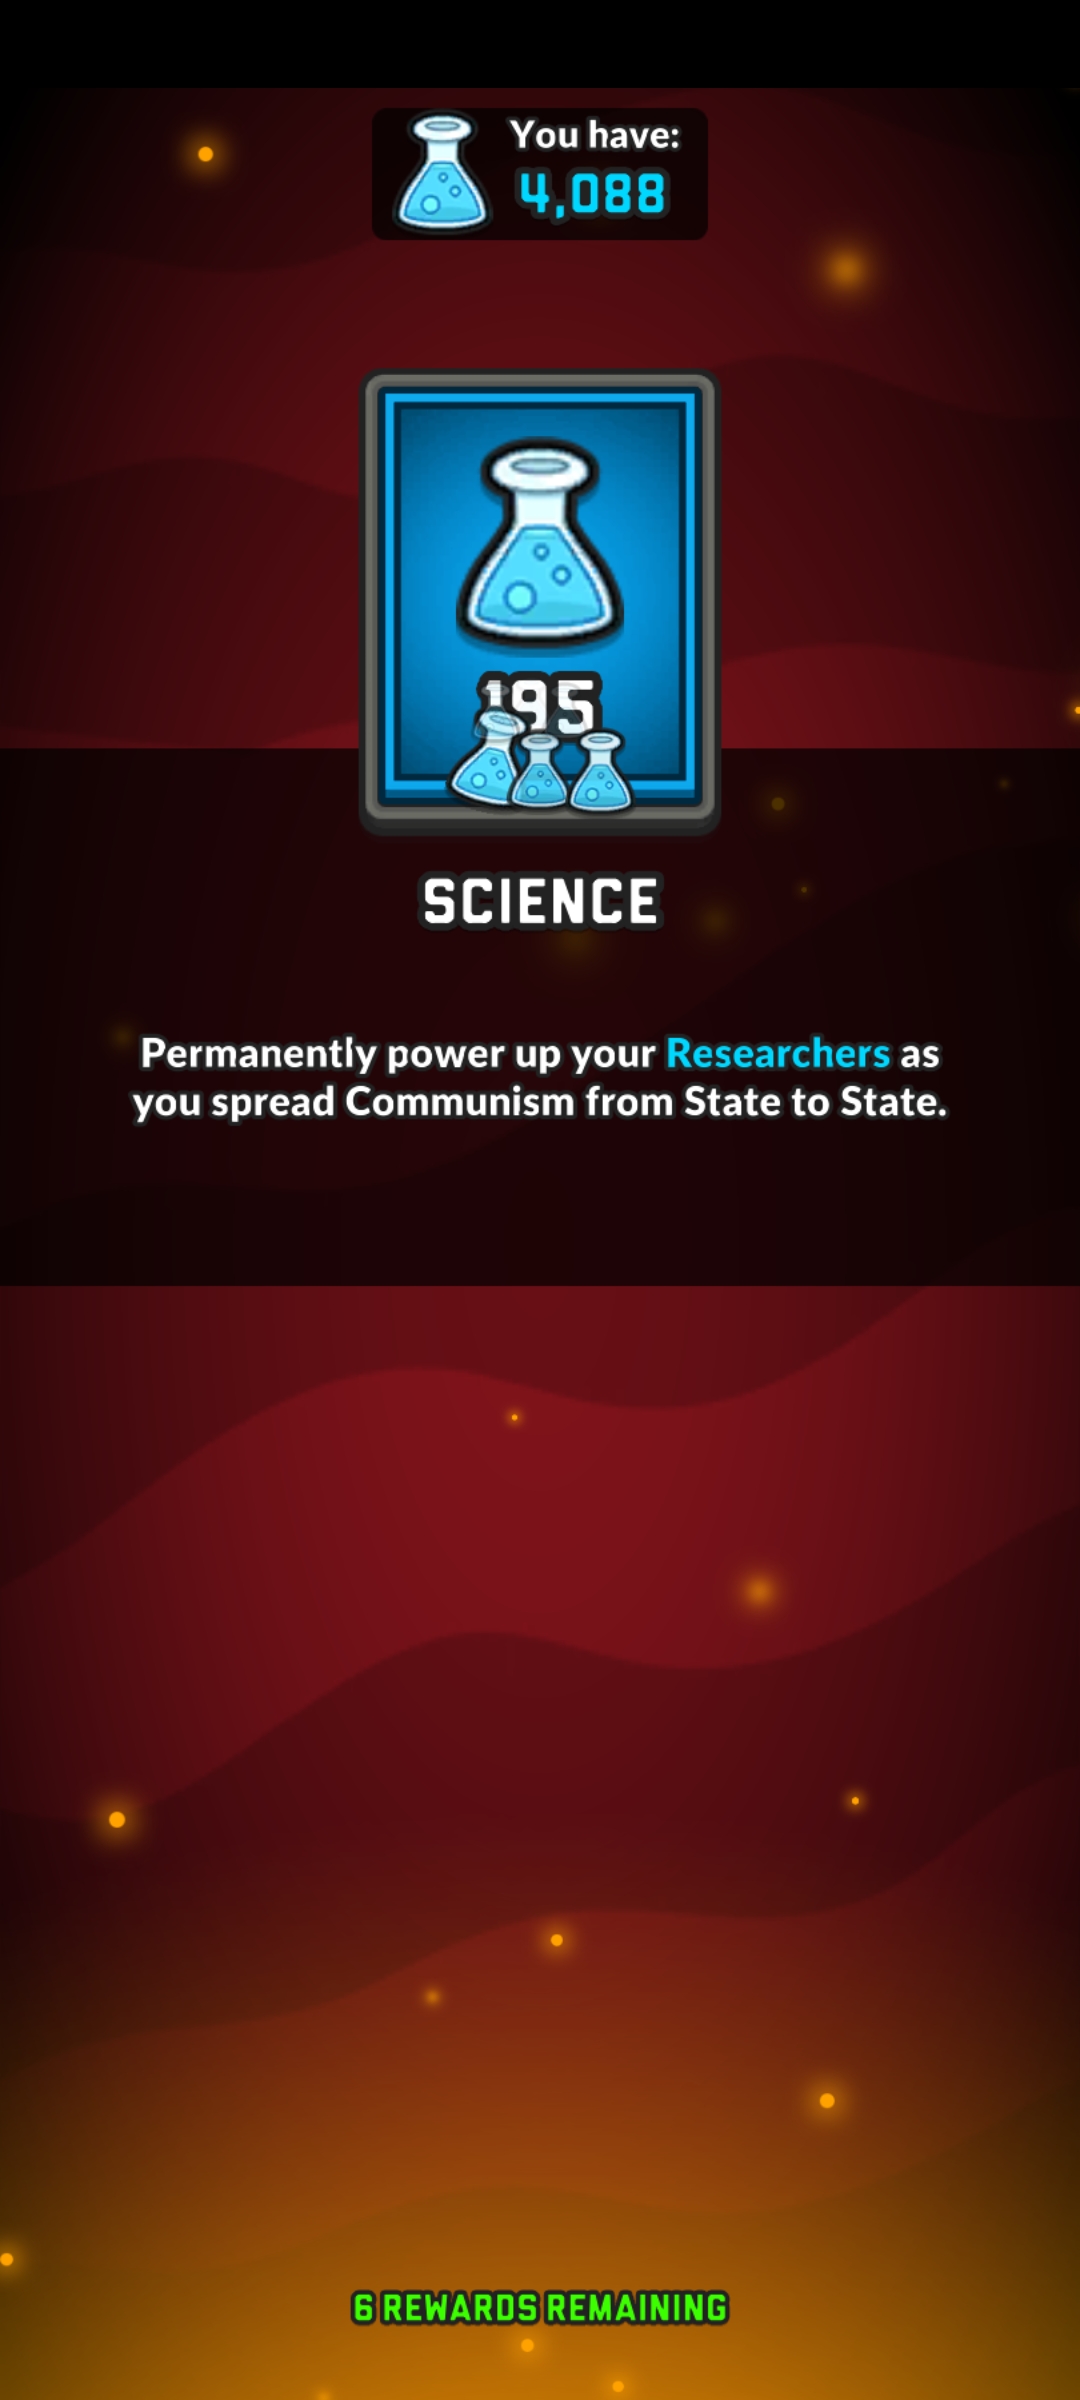 You have:
4,088
195
SCIENCE
Permanently power up your Researchers as
you spread Communism from State to State.
6 REWARDS REMAINING